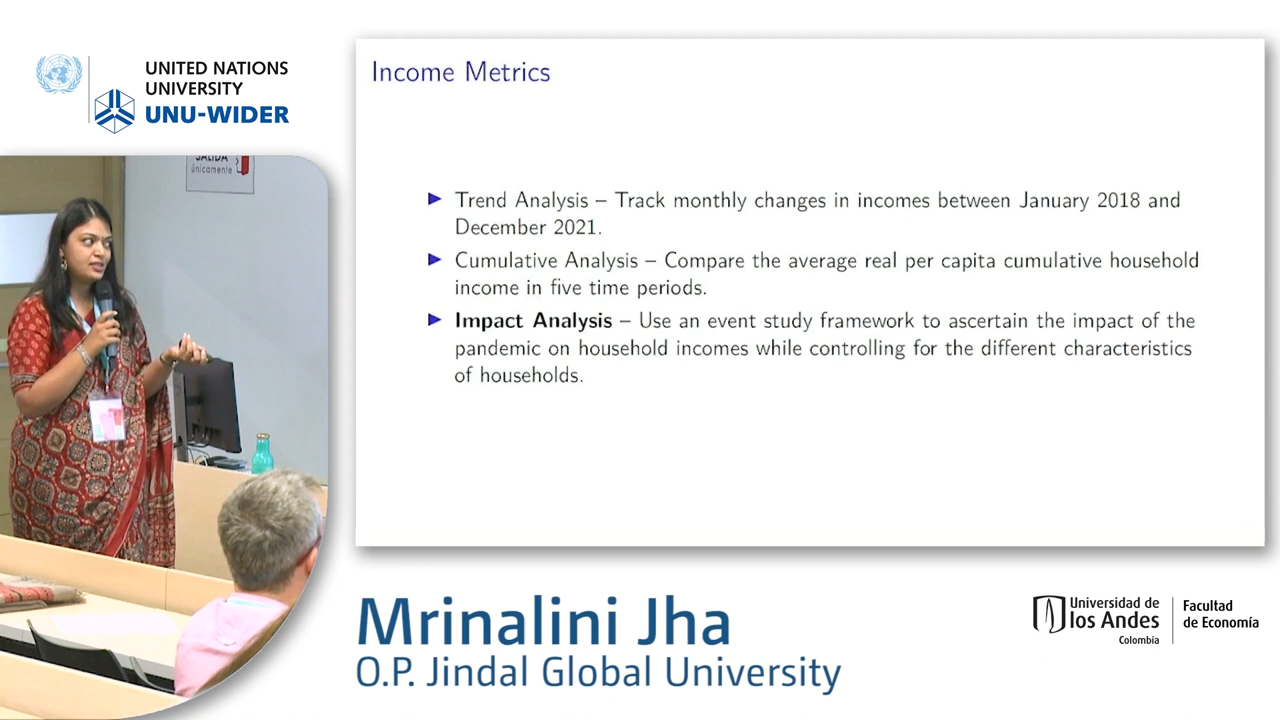 UNITED NATIONS
UNIVERSITY
UNU-WIDER
SALIDA
únicamente
Income Metrics
Trend Analysis – Track monthly changes in incomes between January 2018 and
December 2021.
Cumulative Analysis – Compare the average real per capita cumulative household
income in five time periods.
Impact Analysis – Use an event study framework to ascertain the impact of the
pandemic on household incomes while controlling for the different characteristics
of households.
Mrinalini Jha
O.P. Jindal Global University
Universidad de
los Andes
Colombia
Facultad
de Economía